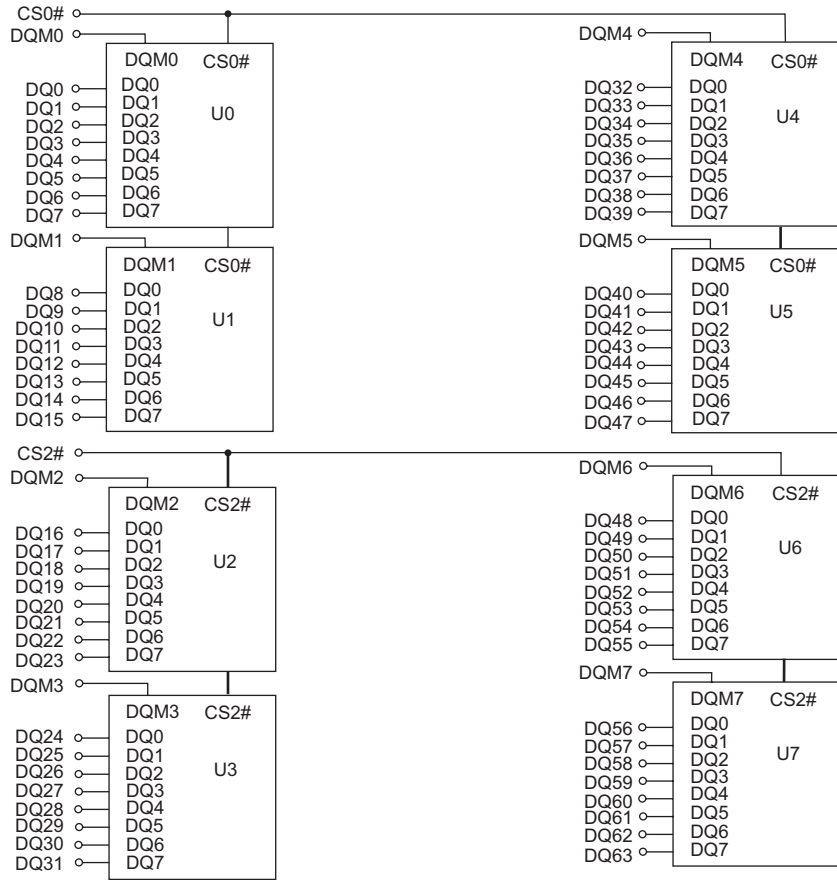 CS0#
DQM0
DQM0 CS0#
DQ0 DQ0
DQ1 DQ1
DQ2 DQ2
U0
DQ3 DQ3
DQ4 DQ4
DQ5 DQ5
DQ6 DQ6
DQ7 DQ7
DQM1
DQM1 CS0#
DQ8 DQ0
DQ9 DQ1
DQ10 DQ2
U1
DQ11 DQ3
DQ12 DQ4
DQ13 DQ5
DQ14 DQ6
DQ15 DQ7
CS2#
DQM2
DQM2 CS2#
DQ16 DQ0
DQ17 DQ1
DQ18 DQ2
U2
DQ19 DQ3
DQ20 DQ4
DQ21 DQ5
DQ22 DQ6
DQ23 DQ7
DQM3
DQM3 CS2#
DQ24 DQ0
DQ25 DQ1
DQ26 DQ2
U3
DQ27 DQ3
DQ28 DQ4
DQ29 DQ5
DQ30 DQ6
DQ31 DQ7
DQM4
DQM4 CS0#
DQ32 DQ0
DQ33 DQ1
DQ34 DQ2
U4
DQ35 DQ3
DQ36 DQ4
DQ37 DQ5
DQ38 DQ6
DQ39 DQ7
DQM5
DQM5 CS0#
DQ40 DQ0
DQ41 DQ1
DQ42 DQ2
U5
DQ43 DQ3
DQ44 DQ4
DQ45 DQ5
DQ46 DQ6
DQ47 DQ7
DQM6
DQM6 CS2#
DQ48 DQ0
DQ49 DQ1
DQ50 DQ2
U6
DQ51 DQ3
DQ52 DQ4
DQ53 DQ5
DQ54 DQ6
DQ55 DQ7
DQM7
DQM7 CS2#
DQ56 DQ0
DQ57 DQ1
DQ58 DQ2
U7
DQ59 DQ3
DQ60 DQ4
DQ61 DQ5
DQ62 DQ6
DQ63 DQ7